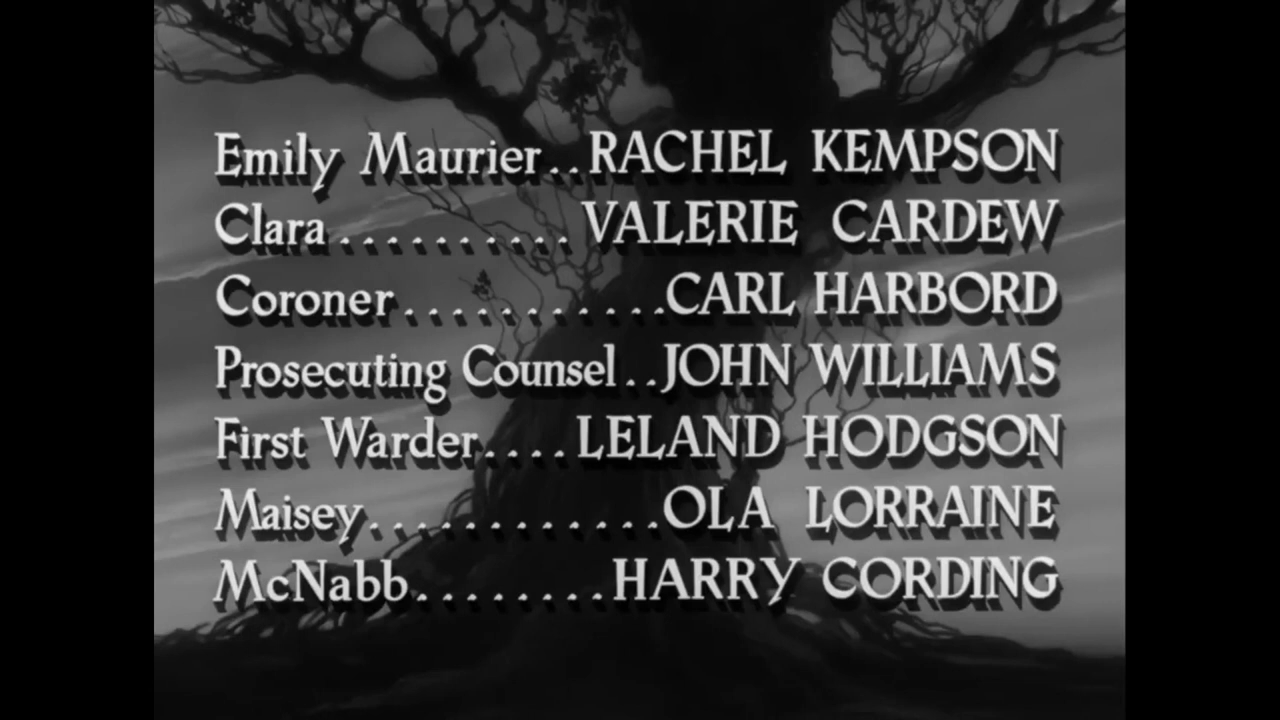 Emily Maurier..RACHEL KEMPSON
Clara..........VALERIE CARDEW
Coroner...........CARL HARBORD
Prosecuting Counsel..JOHN WILLIAMS
First Warder....LELAND HODGSON
Maisey.............OLA LORRAINE
McNabb........HARRY CORDING